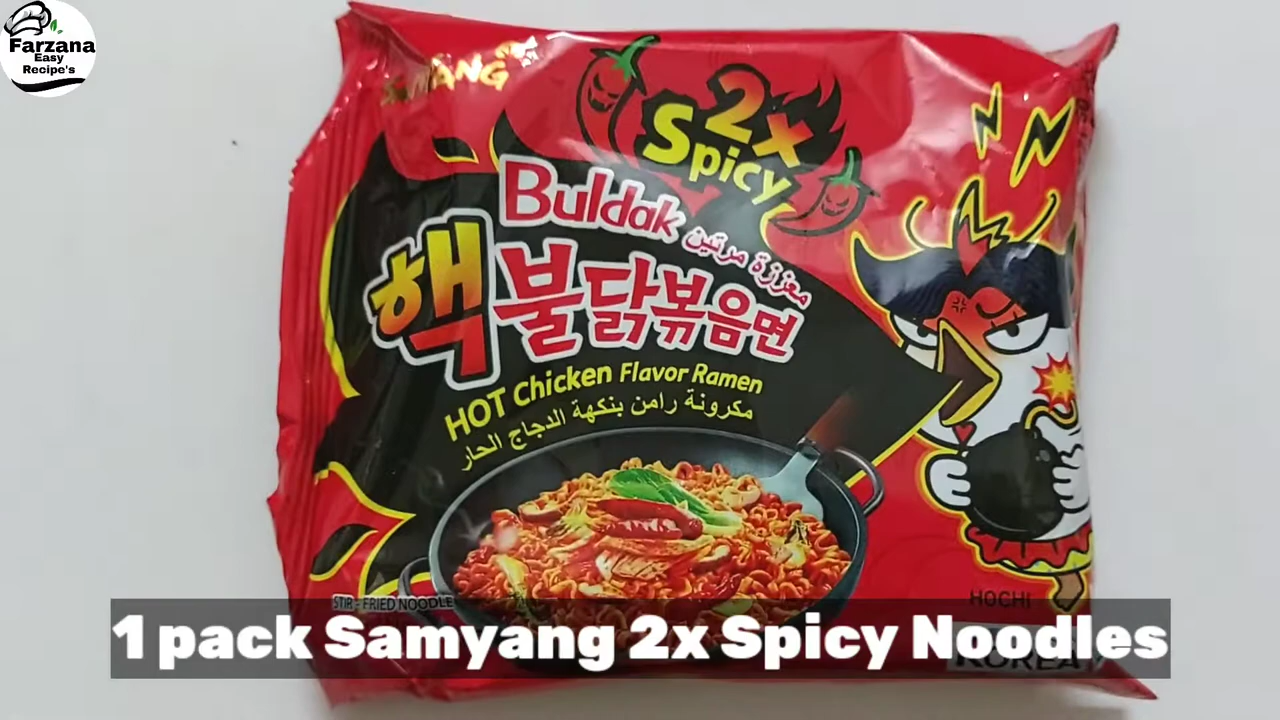 Farzana
Easy
Recipe's
SAMYANG
2x
Spicy
Buldak
معززة مرتين
핵불닭볶음면
HOT Chicken Flavor Ramen
مكرونة رامن بنكهة الدجاج الحار
STIR-FRIED NOODLE
HOCHI
KOREA
1 pack Samyang 2x Spicy Noodles